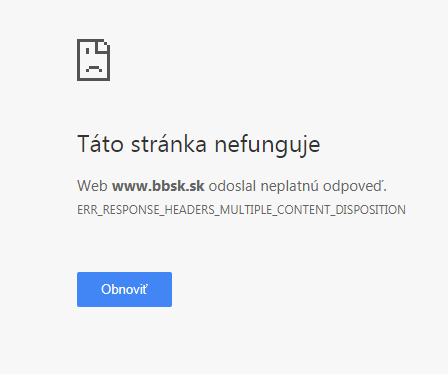 Táto stránka nefunguje
Web www.bbsk.sk odoslal neplatnú odpoveď.
ERR_RESPONSE_HEADERS_MULTIPLE_CONTENT_DISPOSITION
Obnoviť